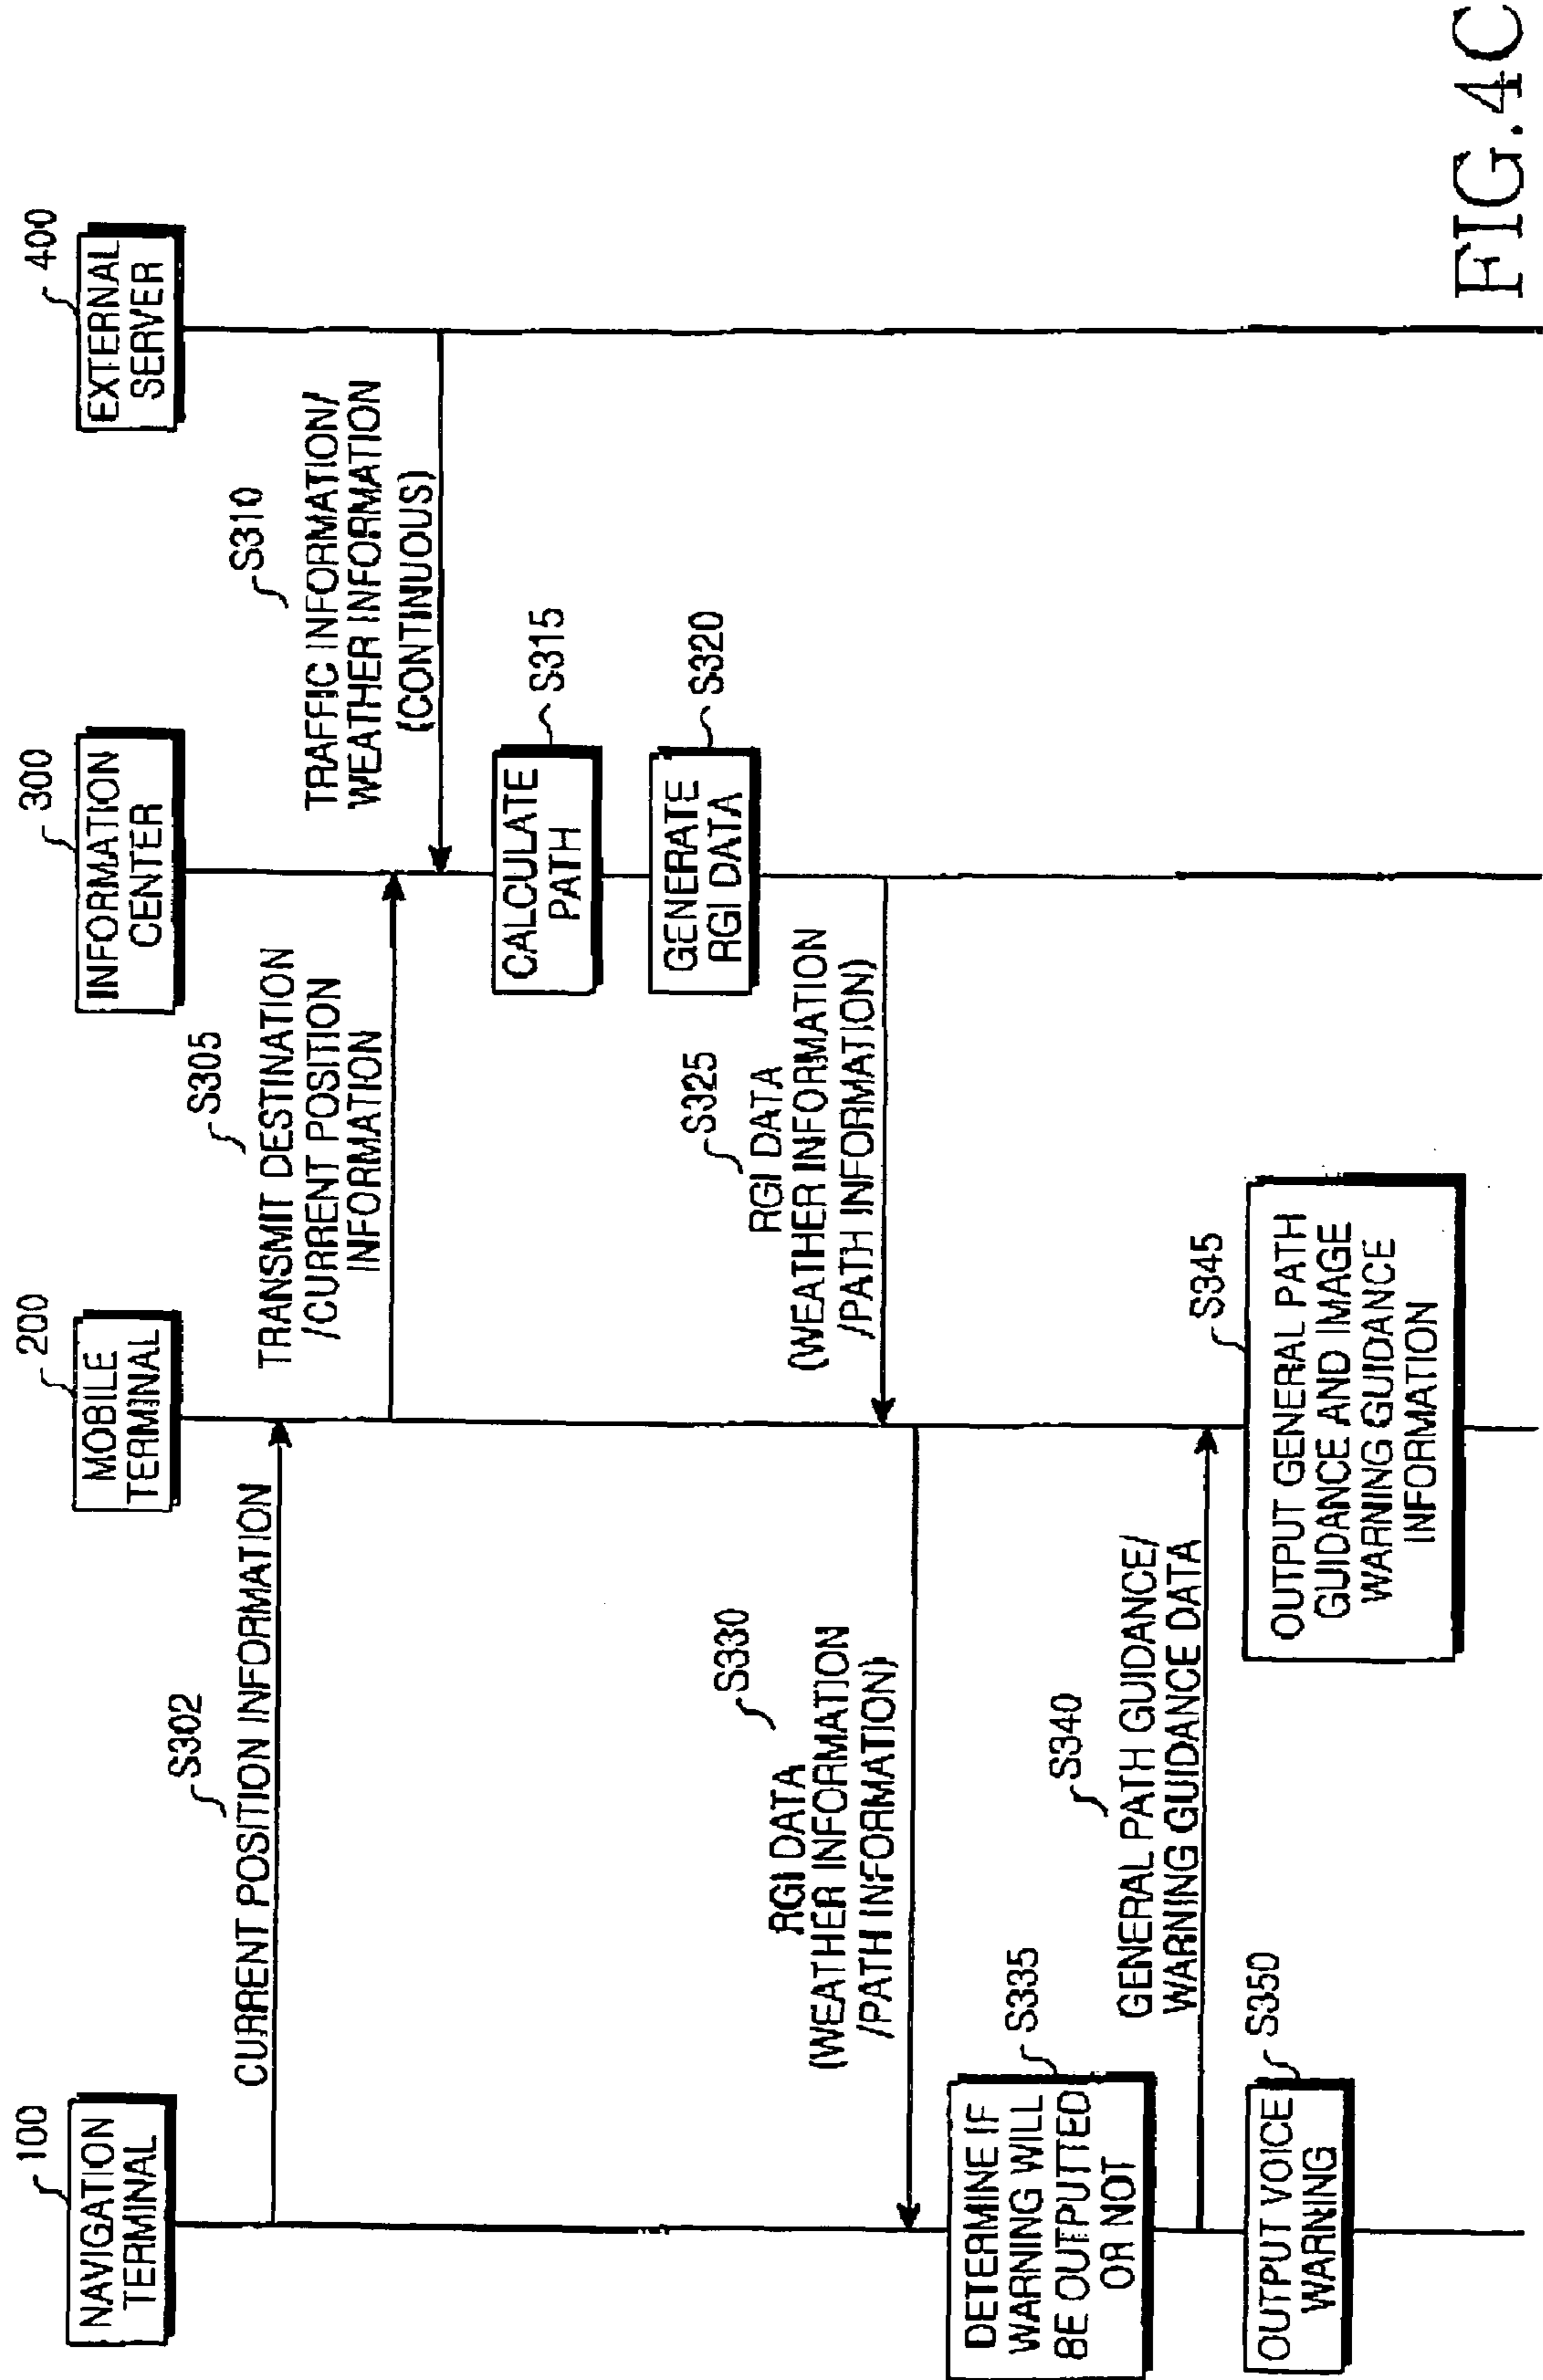 100
NAVIGATION
TERMINAL
200
MOBILE
TERMINAL
300
INFORMATION
CENTER
400
EXTERNAL
SERVER
S302
CURRENT POSITION INFORMATION
S305
TRANSMIT DESTINATION
/CURRENT POSITION
INFORMATION
S310
TRAFFIC INFORMATION/
WEATHER INFORMATION
(CONTINUOUS)
CALCULATE
PATH
S315
GENERATE
RGI DATA
S320
S325
RGI DATA
(WEATHER INFORMATION
/PATH INFORMATION)
S330
RGI DATA
(WEATHER INFORMATION
/PATH INFORMATION)
DETERMINE IF
WARNING WILL
BE OUTPUTTED
OR NOT
S335
S340
GENERAL PATH GUIDANCE/
WARNING GUIDANCE DATA
S345
OUTPUT GENERAL PATH
GUIDANCE AND IMAGE
WARNING GUIDANCE
INFORMATION
OUTPUT VOICE
WARNING
S350
FIG.4C